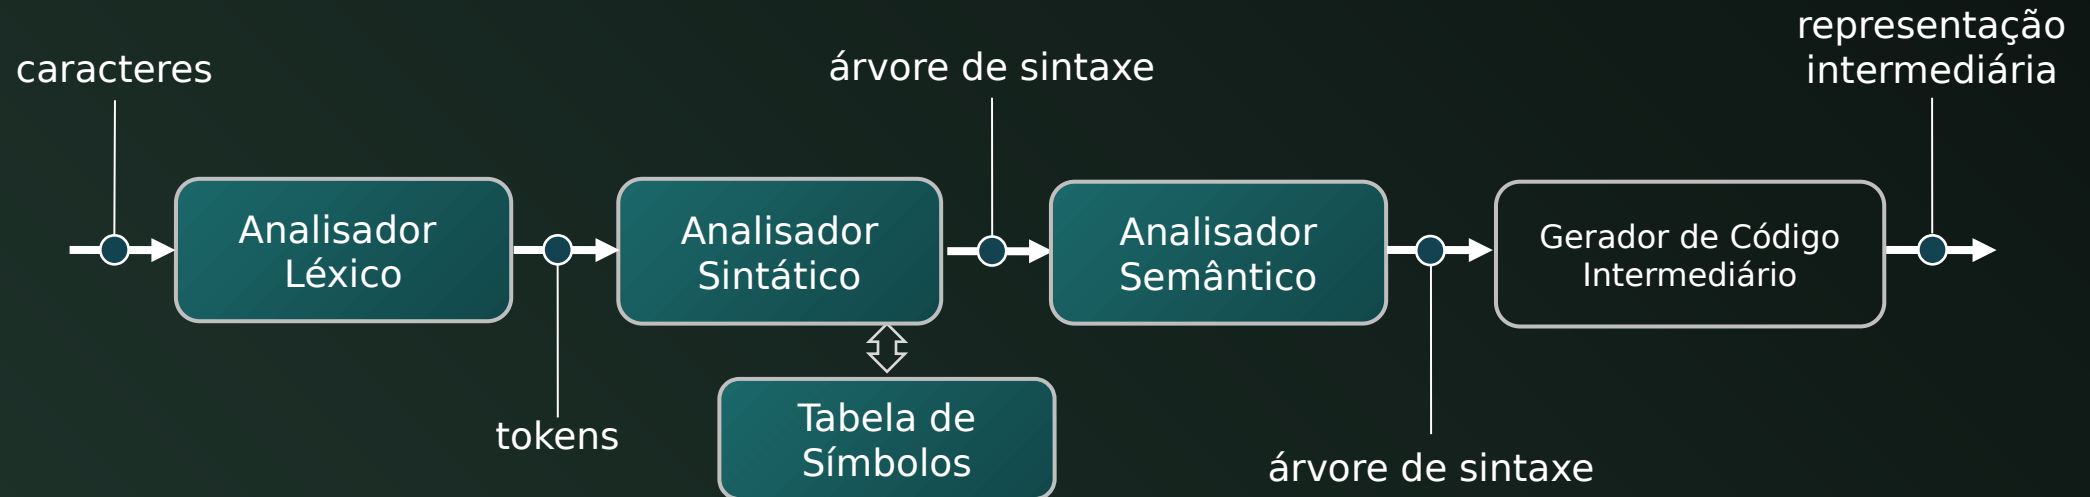 representação
intermediária
caracteres
árvore de sintaxe
Analisador
Léxico
Analisador
Sintático
Analisador
Semântico
Gerador de Código
Intermediário
tokens
Tabela de
Símbolos
árvore de sintaxe